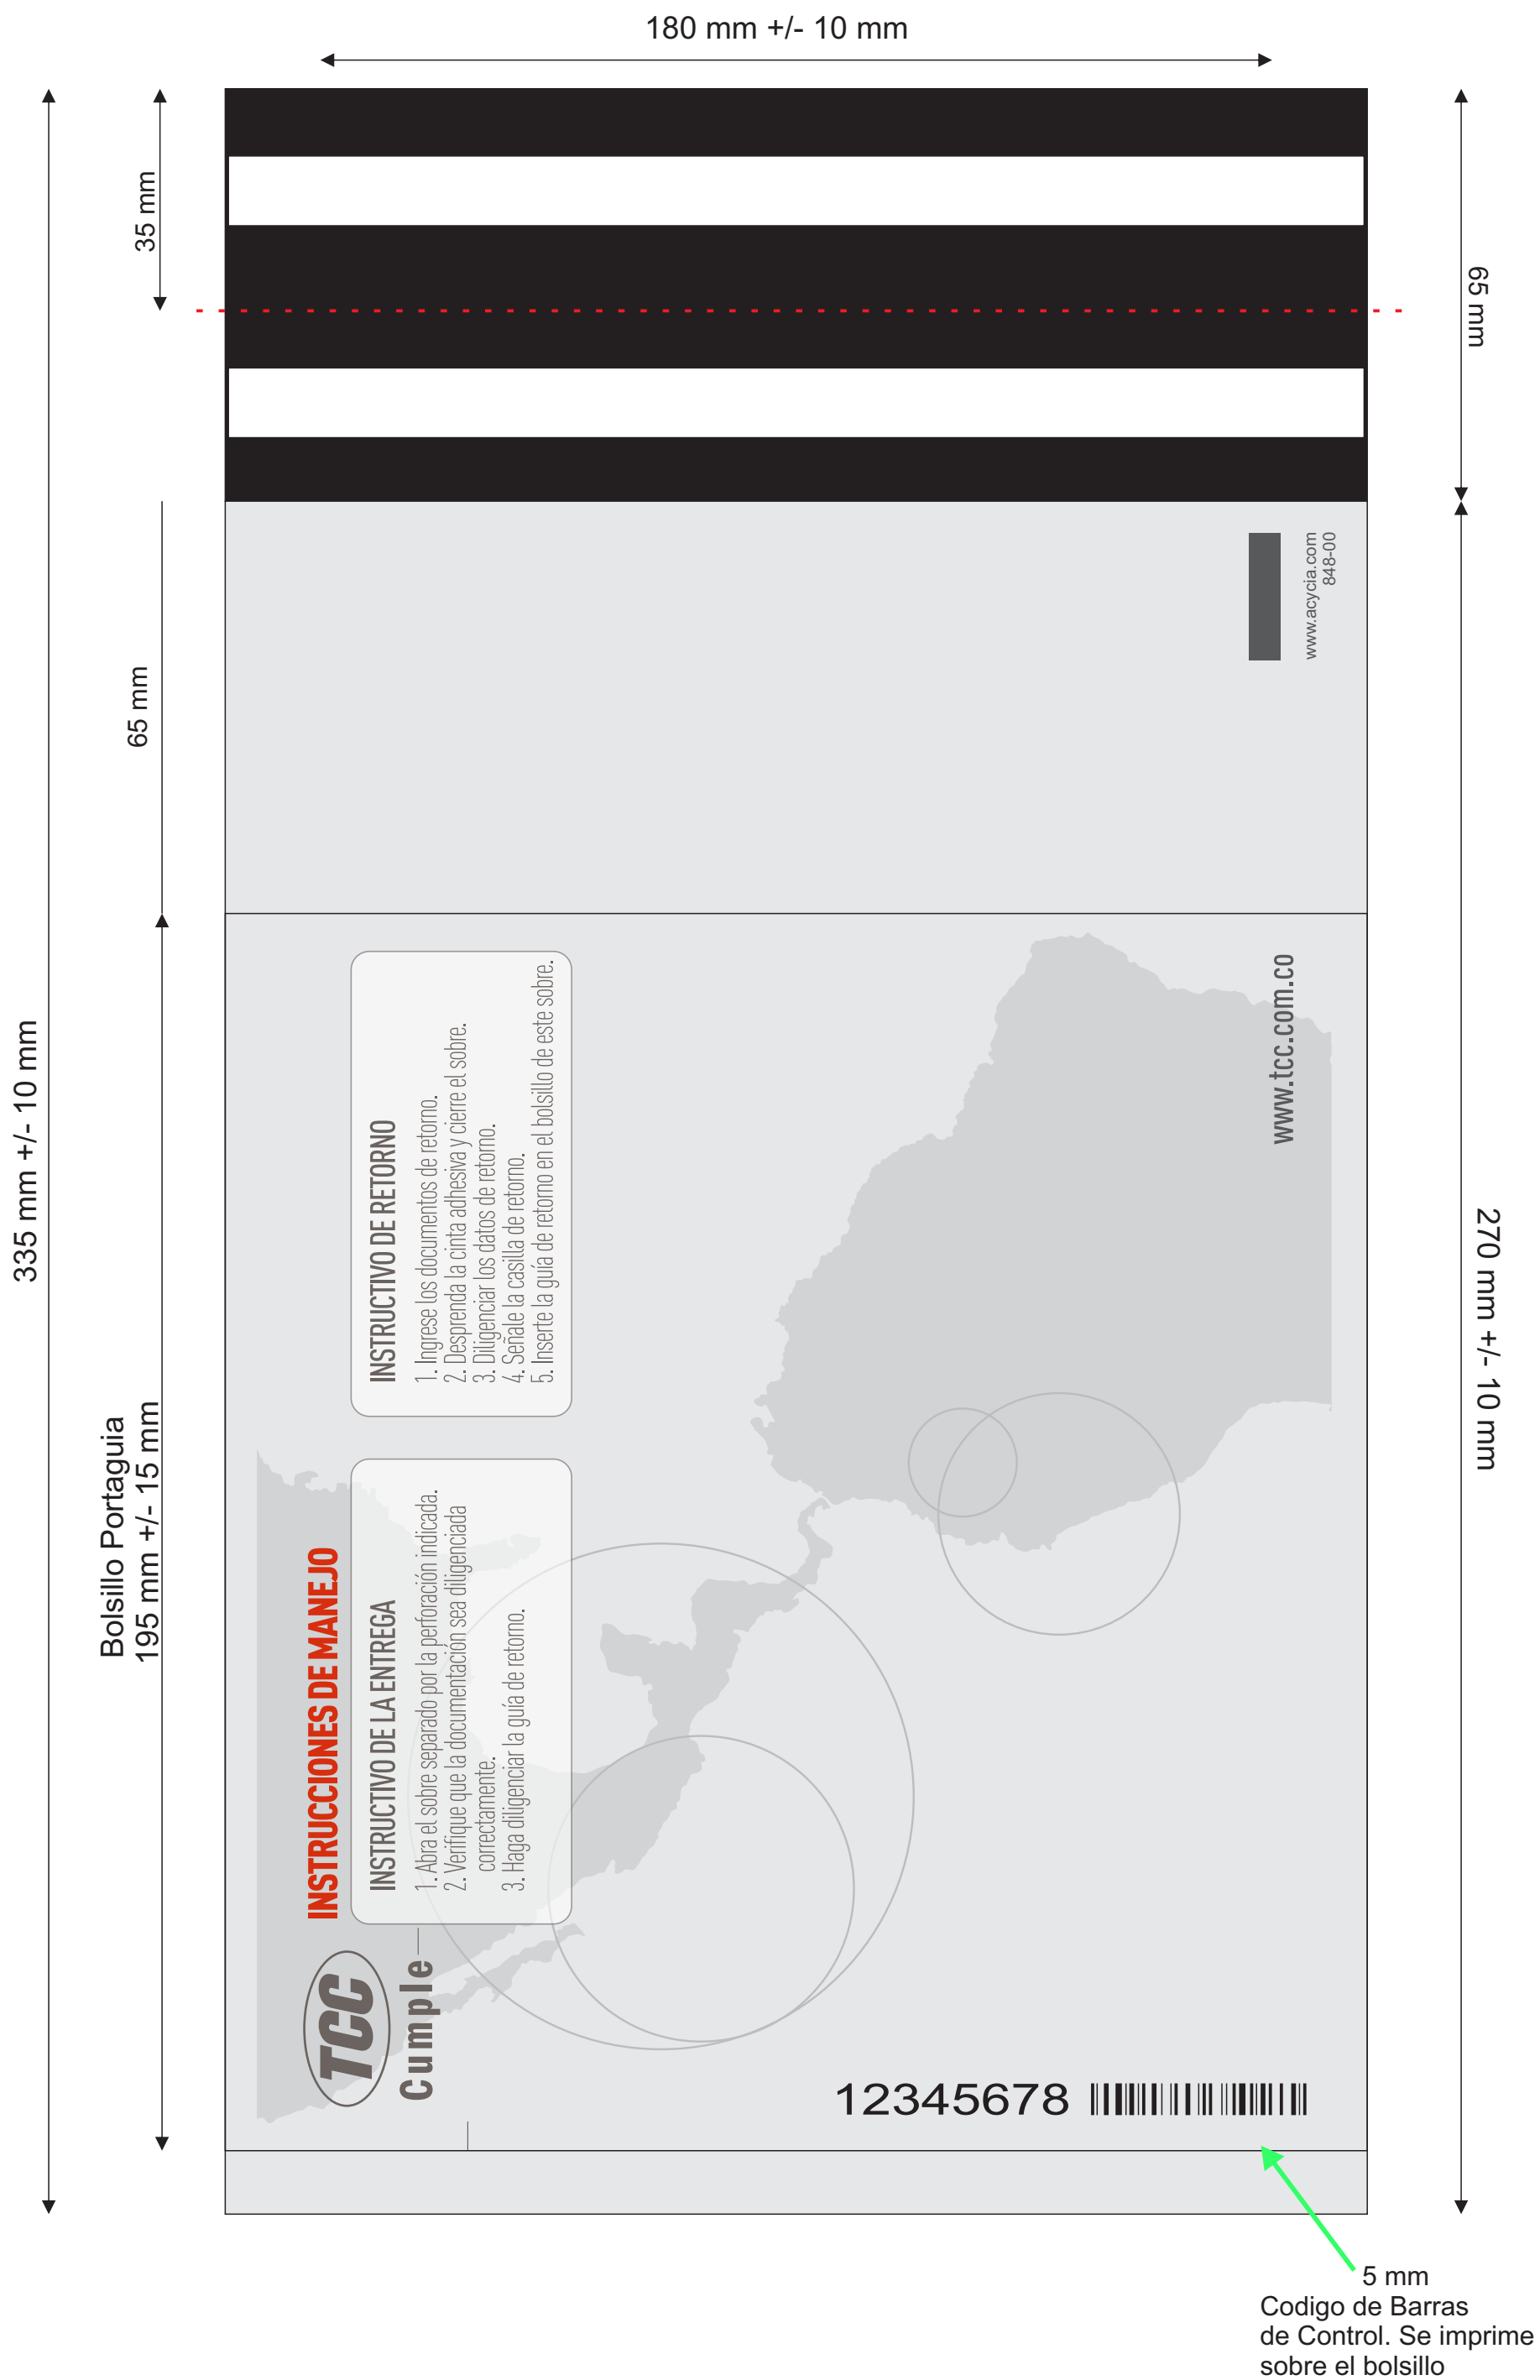 180 mm +/- 10 mm
35 mm
65 mm
www.acycia.com
848-00
65 mm
335 mm +/- 10 mm
Bolsillo Portaguia
195 mm +/- 15 mm
270 mm +/- 10 mm
www.tcc.com.co
INSTRUCCIONES DE MANEJO
INSTRUCTIVO DE LA ENTREGA
1. Abra el sobre separado por la perforación indicada.
2. Verifique que la documentación sea diligenciada
correctamente.
3. Haga diligenciar la guía de retorno.
INSTRUCTIVO DE RETORNO
1. Ingrese los documentos de retorno.
2. Desprenda la cinta adhesiva y cierre el sobre.
3. Diligenciar los datos de retorno.
4. Señale la casilla de retorno.
5. Inserte la guía de retorno en el bolsillo de este sobre.
TCC
Cumple
12345678
5 mm
Codigo de Barras
de Control. Se imprime
sobre el bolsillo